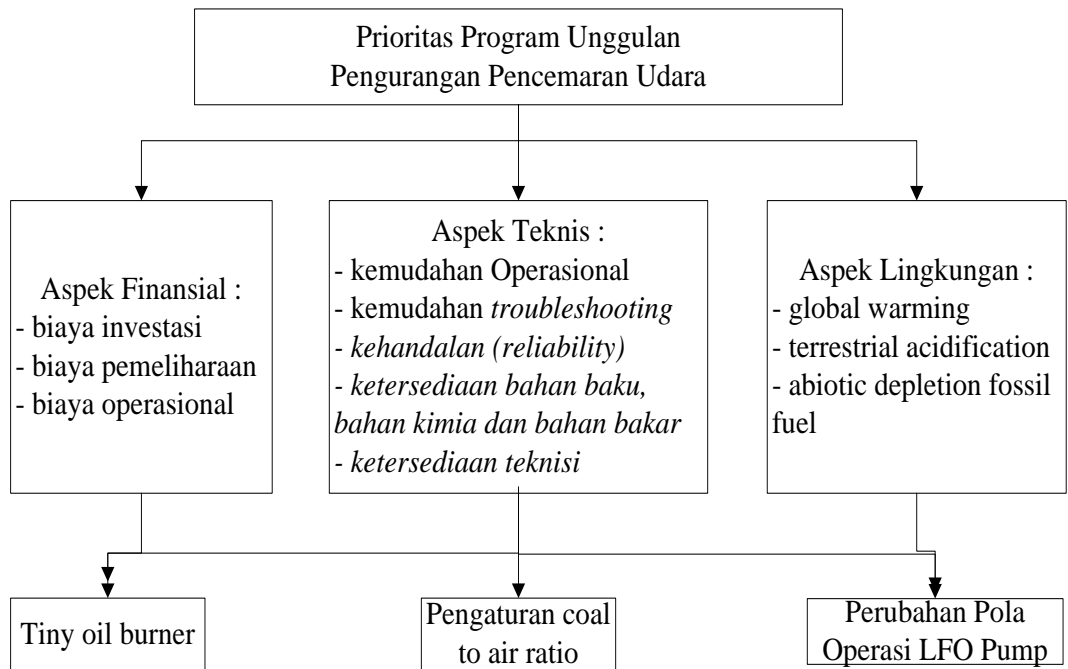 Prioritas Program Unggulan
Pengurangan Pencemaran Udara
Aspek Finansial :
- biaya investasi
- biaya pemeliharaan
- biaya operasional
Aspek Teknis :
- kemudahan Operasional
- kemudahan troubleshooting
- kehandalan (reliability)
- ketersediaan bahan baku,
bahan kimia dan bahan bakar
- ketersediaan teknisi
Aspek Lingkungan :
- global warming
- terrestrial acidification
- abiotic depletion fossil
fuel
Tiny oil burner
Pengaturan coal
to air ratio
Perubahan Pola
Operasi LFO Pump